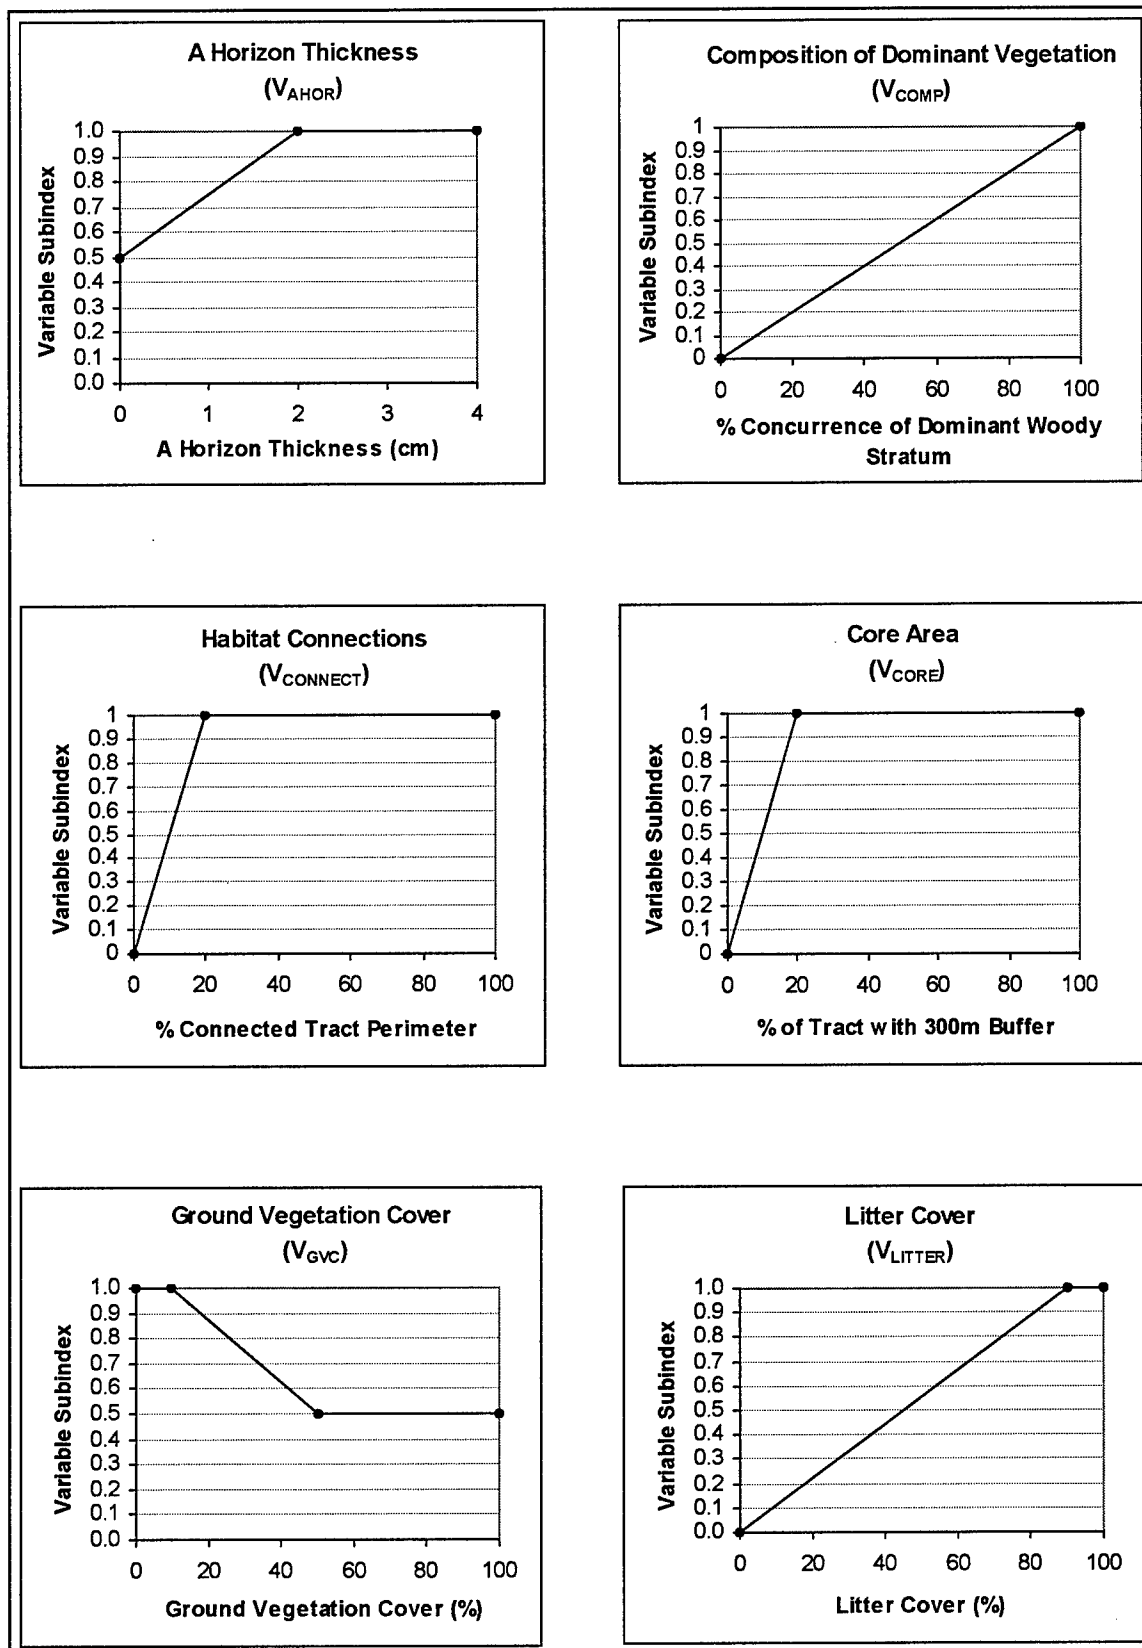 A Horizon Thickness
(VAHOR)
Variable Subindex
1.0
0.9
0.8
0.7
0.6
0.5
0.4
0.3
0.2
0.1
0.0
0 1 2 3 4
A Horizon Thickness (cm)
Composition of Dominant Vegetation
(VCOMP)
Variable Subindex
1
0.9
0.8
0.7
0.6
0.5
0.4
0.3
0.2
0.1
0
0 20 40 60 80 100
% Concurrence of Dominant Woody
Stratum
Habitat Connections
(VCONNECT)
Variable Subindex
1
0.9
0.8
0.7
0.6
0.5
0.4
0.3
0.2
0.1
0
0 20 40 60 80 100
% Connected Tract Perimeter
Core Area
(VCORE)
Variable Subindex
1
0.9
0.8
0.7
0.6
0.5
0.4
0.3
0.2
0.1
0
0 20 40 60 80 100
% of Tract with 300m Buffer
Ground Vegetation Cover
(VGVC)
Variable Subindex
1.0
0.9
0.8
0.7
0.6
0.5
0.4
0.3
0.2
0.1
0.0
0 20 40 60 80 100
Ground Vegetation Cover (%)
Litter Cover
(VLITTER)
Variable Subindex
1.0
0.9
0.8
0.7
0.6
0.5
0.4
0.3
0.2
0.1
0.0
0 20 40 60 80 100
Litter Cover (%)